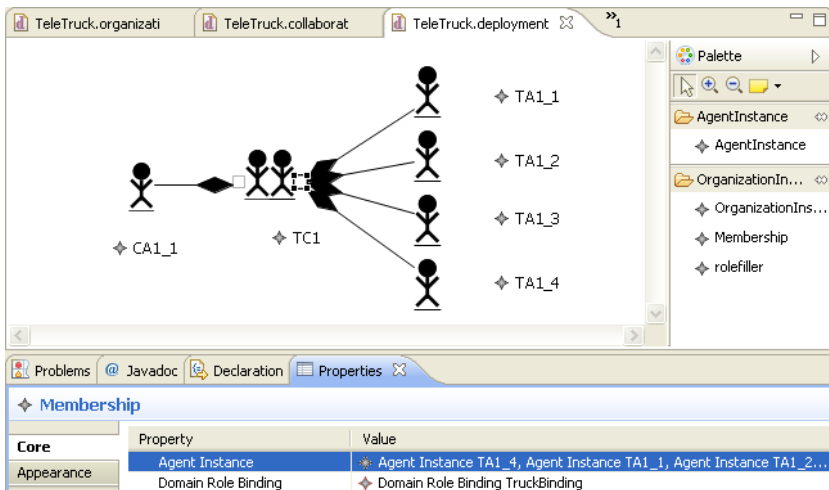 TeleTruck.organizati
TeleTruck.collaborat
TeleTruck.deployment
»1
Palette
AgentInstance
AgentInstance
OrganizationIn...
OrganizationIns...
Membership
rolefiller
TA1_1
TA1_2
TA1_3
TA1_4
CA1_1
TC1
Problems @ Javadoc Declaration Properties
Membership
Core
Appearance
Property Value
Agent Instance Agent Instance TA1_4, Agent Instance TA1_1, Agent Instance TA1_2...
Domain Role Binding Domain Role Binding TruckBinding